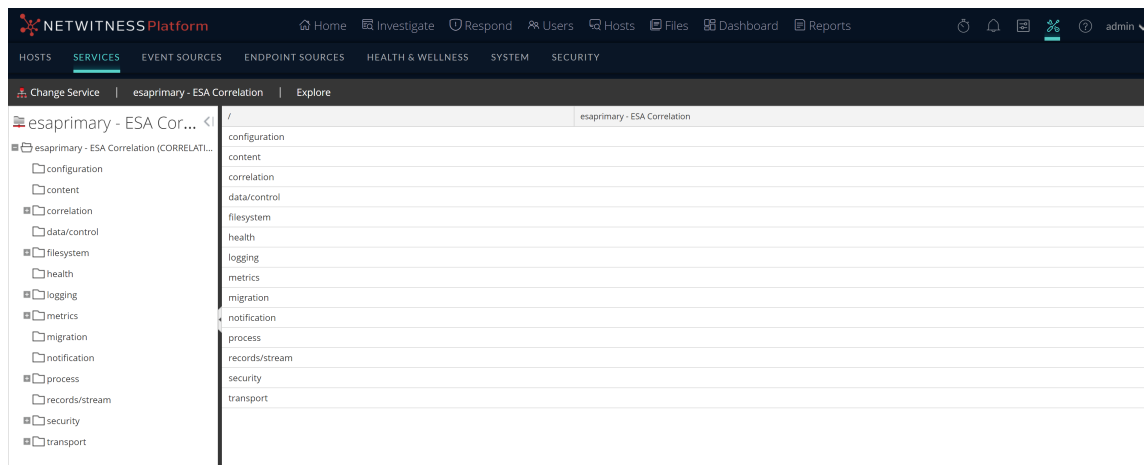 NETWITNESS Platform
Home Investigate Respond Users Hosts Files Dashboard Reports admin
HOSTS SERVICES EVENT SOURCES ENDPOINT SOURCES HEALTH & WELLNESS SYSTEM SECURITY
Change Service | esaprimary - ESA Correlation | Explore
esaprimary - ESA Cor...
esaprimary - ESA Correlation (CORRELATI...
configuration
content
correlation
data/control
filesystem
health
logging
metrics
migration
notification
process
records/stream
security
transport
/ esaprimary - ESA Correlation
configuration
content
correlation
data/control
filesystem
health
logging
metrics
migration
notification
process
records/stream
security
transport